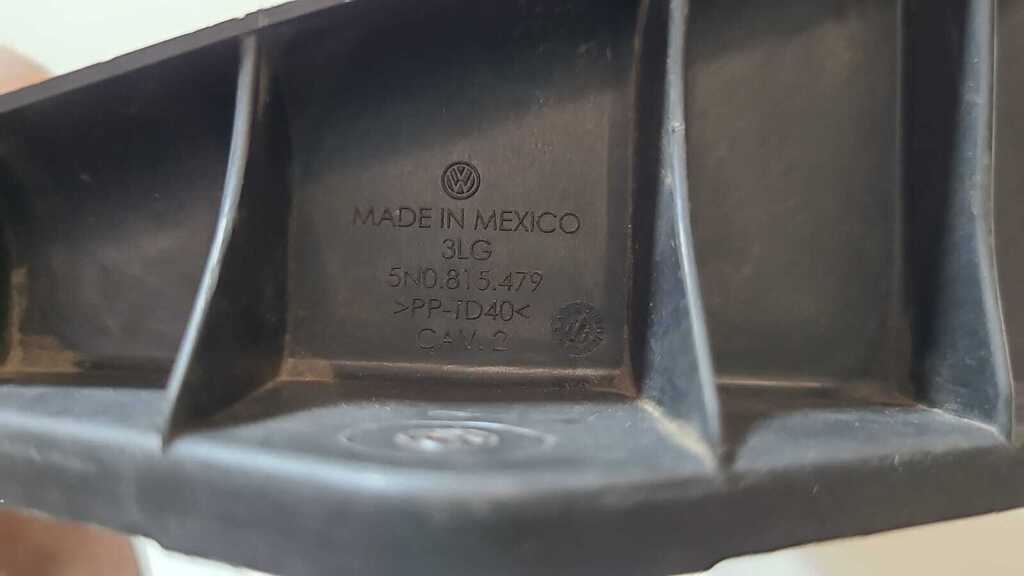 MADE IN MEXICO
3LG
5N0.815.479
>PP-TD40<
CAV. 2